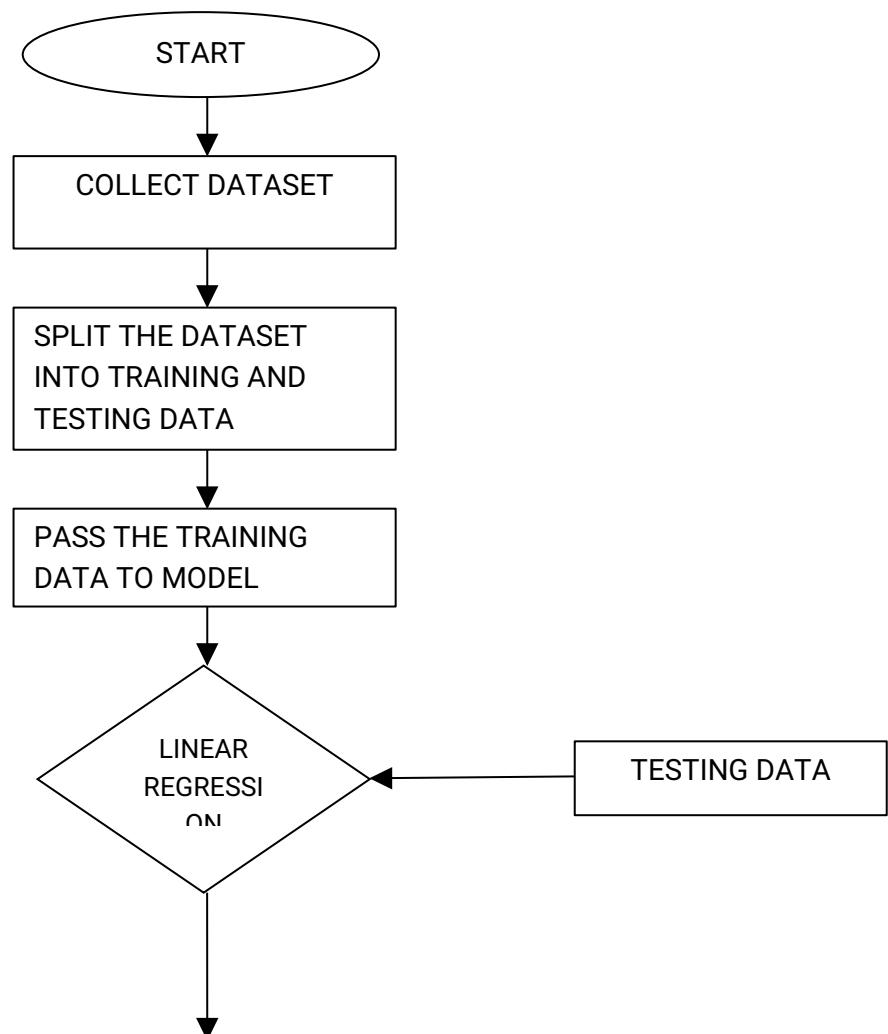 START
COLLECT DATASET
SPLIT THE DATASET
INTO TRAINING AND
TESTING DATA
PASS THE TRAINING
DATA TO MODEL
LINEAR
REGRESSI
ON
TESTING DATA